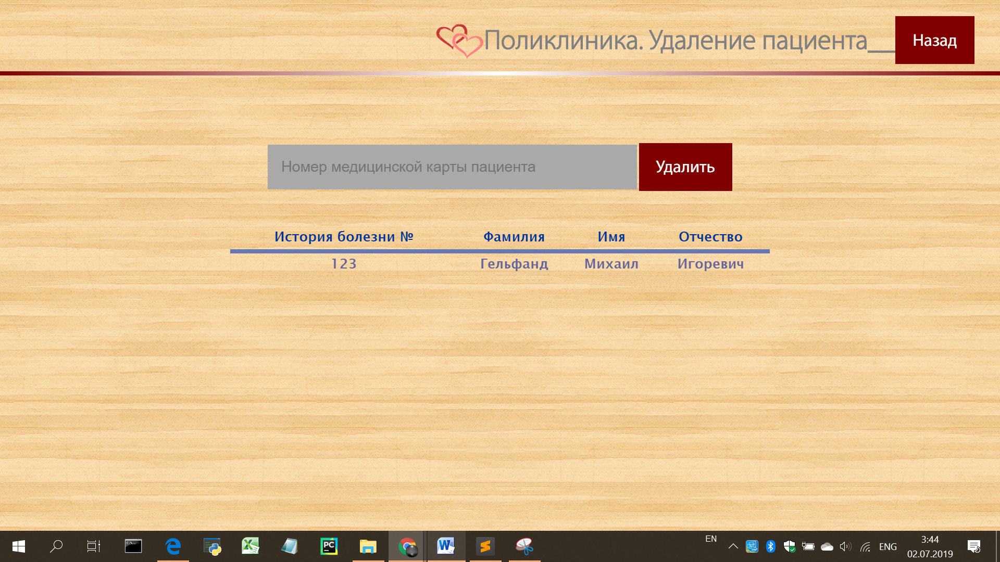 Поликлиника. Удаление пациента__
Назад
Номер медицинской карты пациента
Удалить
История болезни № Фамилия Имя Отчество
123 Гельфанд Михаил Игоревич
EN
ENG
3:44
02.07.2019